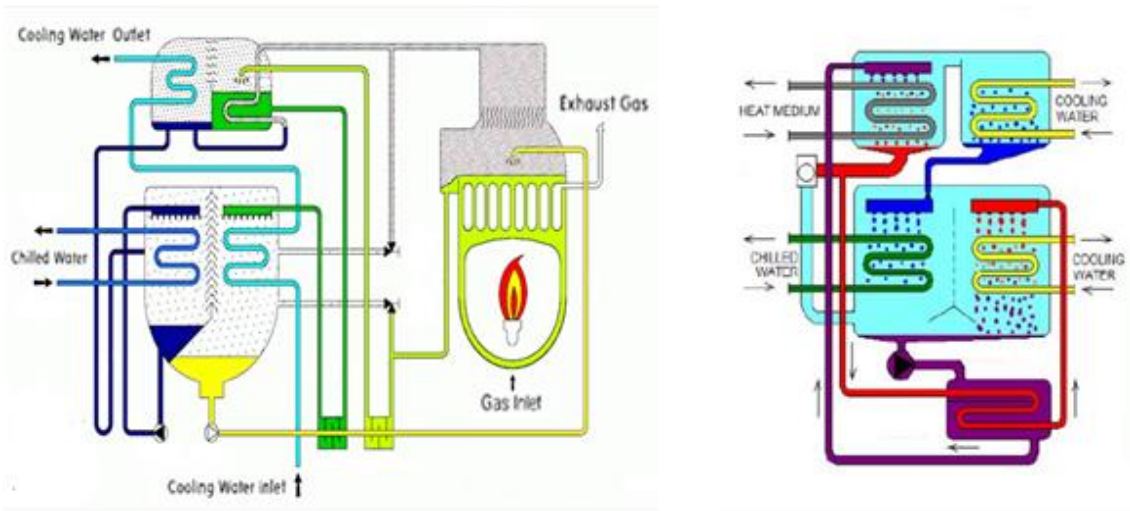 Cooling Water Outlet
Exhaust Gas
Chilled Water
Gas Inlet
Cooling Water inlet
HEAT MEDIUM
COOLING
WATER
CHILLED
WATER
COOLING
WATER